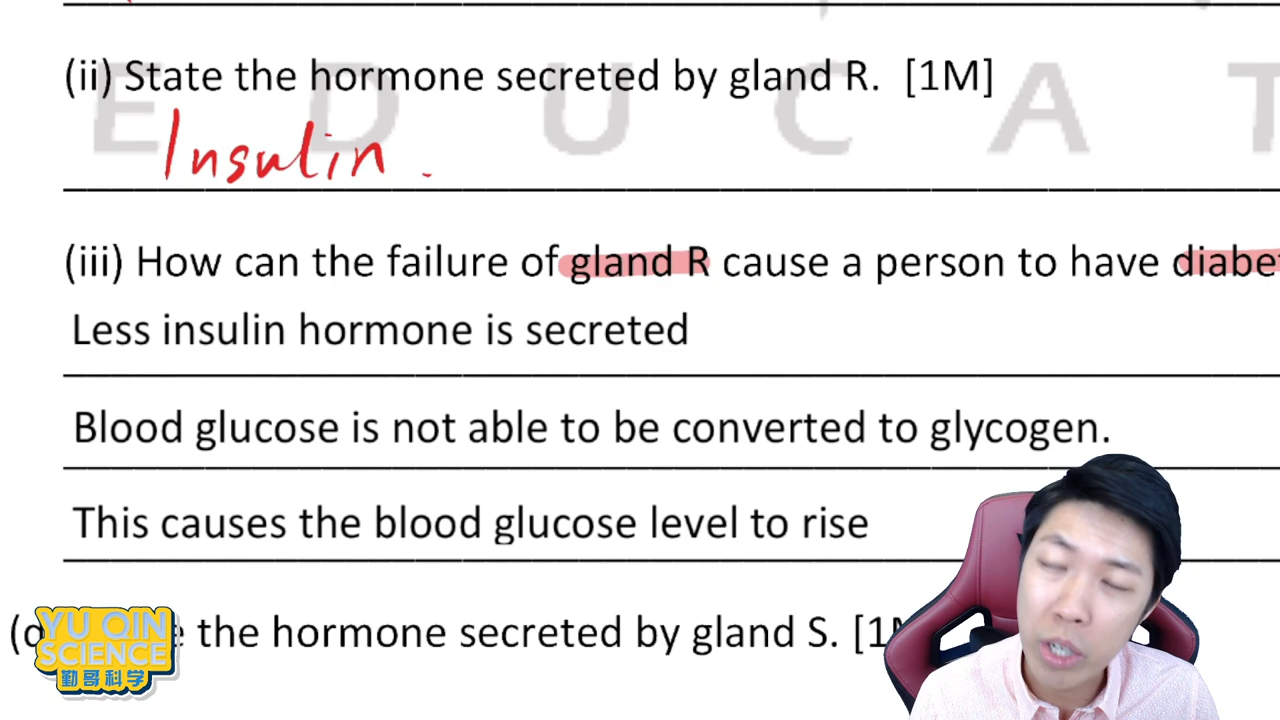 (ii) State the hormone secreted by gland R. [1M]
E D U C A T
Insulin.
(iii) How can the failure of gland R cause a person to have diabe
Less insulin hormone is secreted
Blood glucose is not able to be converted to glycogen.
This causes the blood glucose level to rise
the hormone secreted by gland S. [1M
YU QIN
SCIENCE
勤哥科学